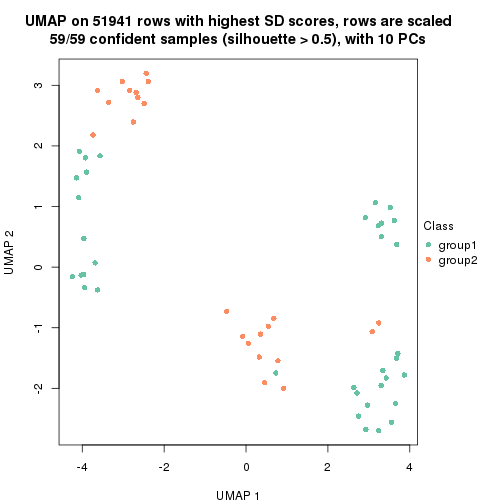 UMAP on 51941 rows with highest SD scores, rows are scaled
59/59 confident samples (silhouette > 0.5), with 10 PCs
3
2
1
0
-1
-2
UMAP 2
-4
-2
0
2
4
UMAP 1
Class
group1
group2